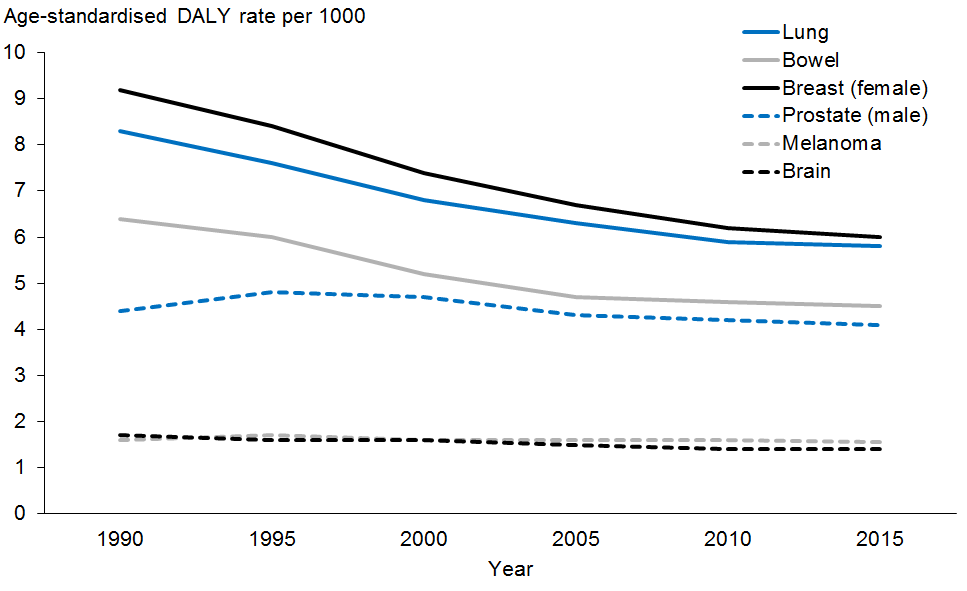 Age-standardised DALY rate per 1000
Lung
Bowel
Breast (female)
Prostate (male)
Melanoma
Brain
10
9
8
7
6
5
4
3
2
1
0
1990 1995 2000 2005 2010 2015
Year